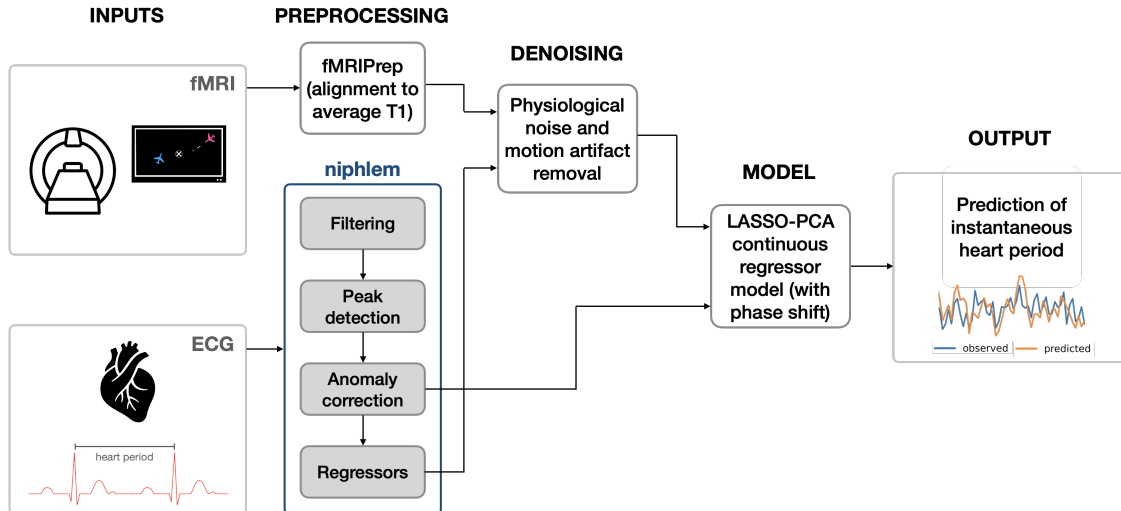 INPUTS
PREPROCESSING
fMRI
fMRIPrep
(alignment to
average T1)
DENOISING
Physiological
noise and
motion artifact
removal
niphlem
Filtering
Peak
detection
Anomaly
correction
Regressors
ECG
heart period
MODEL
LASSO-PCA
continuous
regressor
model (with
phase shift)
OUTPUT
Prediction of
instantaneous
heart period
observed predicted